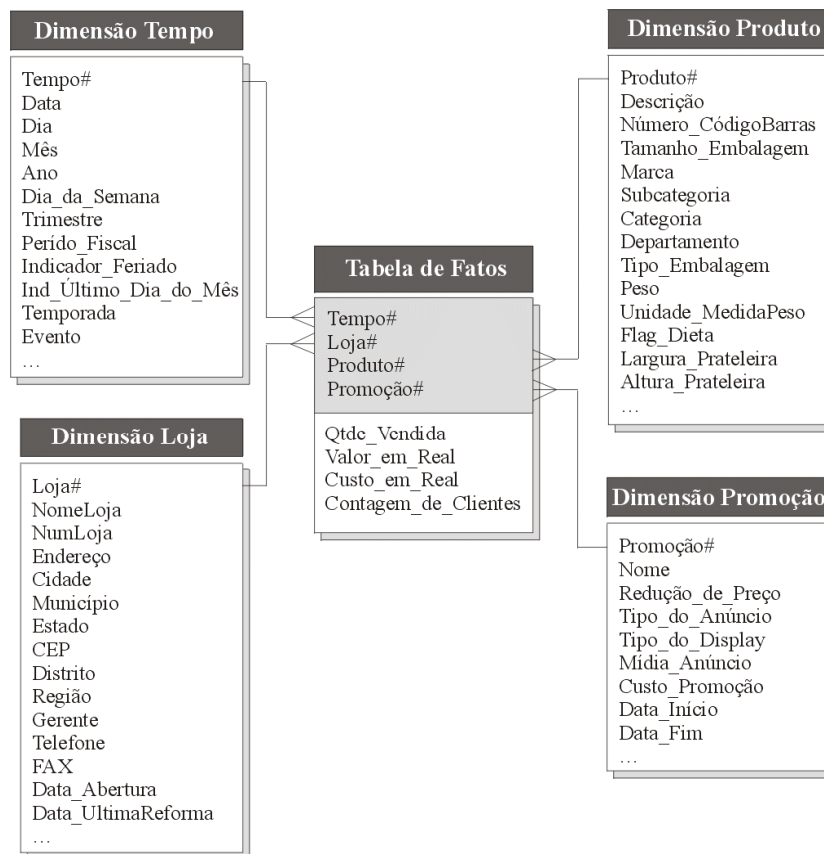 Dimensão Tempo
Tempo#
Data
Dia
Mês
Ano
Dia_da_Semana
Trimestre
Perído_Fiscal
Indicador_Feriado
Ind_Último_Dia_do_Mês
Temporada
Evento
...
Dimensão Loja
Loja#
NomeLoja
NumLoja
Endereço
Cidade
Município
Estado
CEP
Distrito
Região
Gerente
Telefone
FAX
Data_Abertura
Data_UltimaReforma
...
Tabela de Fatos
Tempo#
Loja#
Produto#
Promoção#
Qtde_Vendida
Valor_em_Real
Custo_em_Real
Contagem_de_Clientes
Dimensão Produto
Produto#
Descrição
Número_CódigoBarras
Tamanho_Embalagem
Marca
Subcategoria
Categoria
Departamento
Tipo_Embalagem
Peso
Unidade_MedidaPeso
Flag_Dieta
Largura_Prateleira
Altura_Prateleira
...
Dimensão Promoção
Promoção#
Nome
Redução_de_Preço
Tipo_do_Anúncio
Tipo_do_Display
Mídia_Anúncio
Custo_Promoção
Data_Início
Data_Fim
...